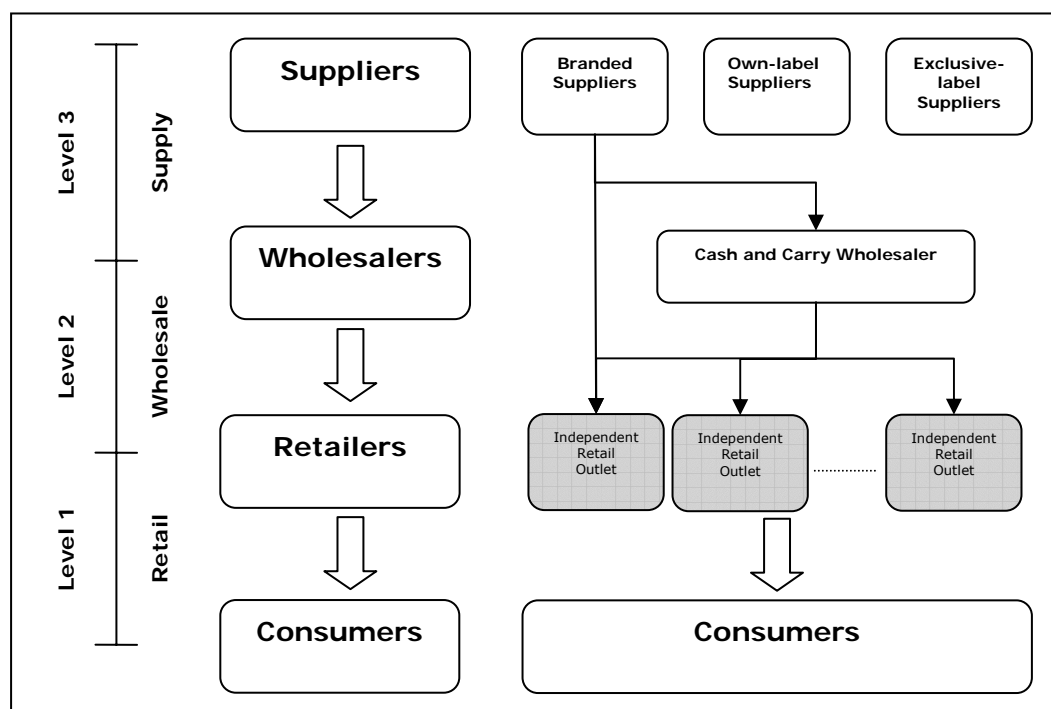 Level 3
Supply
Level 2
Wholesale
Level 1
Retail
Suppliers
Wholesalers
Retailers
Consumers
Branded
Suppliers
Own-label
Suppliers
Exclusive-
label
Suppliers
Cash and Carry Wholesaler
Independent
Retail
Outlet
Independent
Retail
Outlet
Independent
Retail
Outlet
Consumers